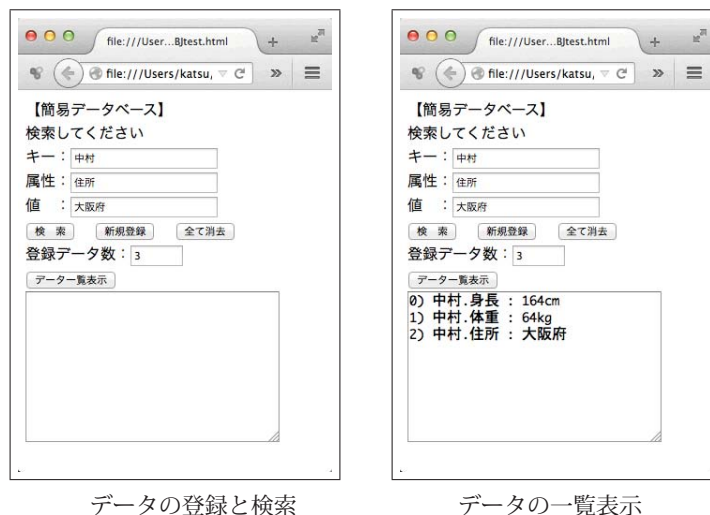 file:///User...BJtest.html
file:///Users/katsu,
【簡易データベース】
検索してください
キー：中村
属性：住所
値　：大阪府
検　索　新規登録　全て消去
登録データ数：3
データ一覧表示
データの登録と検索
file:///User...BJtest.html
file:///Users/katsu,
【簡易データベース】
検索してください
キー：中村
属性：住所
値　：大阪府
検　索　新規登録　全て消去
登録データ数：3
データ一覧表示
0) 中村.身長 : 164cm
1) 中村.体重 : 64kg
2) 中村.住所 : 大阪府
データの一覧表示